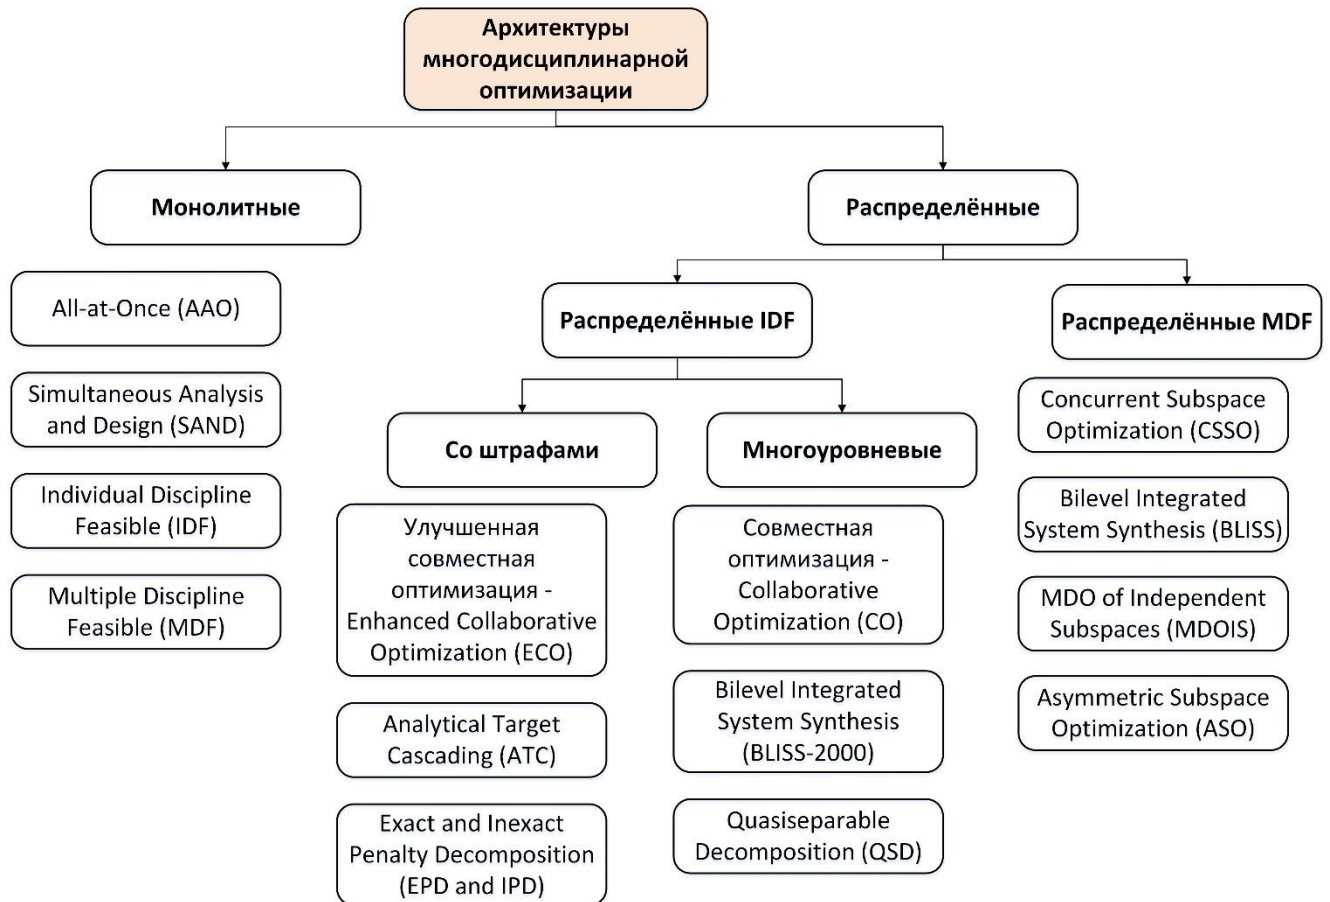 Архитектуры
многодисциплинарной
оптимизации
Монолитные
Распределённые
All-at-Once (AAO)
Simultaneous Analysis
and Design (SAND)
Individual Discipline
Feasible (IDF)
Multiple Discipline
Feasible (MDF)
Распределённые IDF
Распределённые MDF
Со штрафами
Многоуровневые
Улучшенная
совместная
оптимизация -
Enhanced Collaborative
Optimization (ECO)
Analytical Target
Cascading (ATC)
Exact and Inexact
Penalty Decomposition
(EPD and IPD)
Совместная
оптимизация -
Collaborative
Optimization (CO)
Bilevel Integrated
System Synthesis
(BLISS-2000)
Quasiseparable
Decomposition (QSD)
Concurrent Subspace
Optimization (CSSO)
Bilevel Integrated
System Synthesis (BLISS)
MDO of Independent
Subspaces (MDOIS)
Asymmetric Subspace
Optimization (ASO)